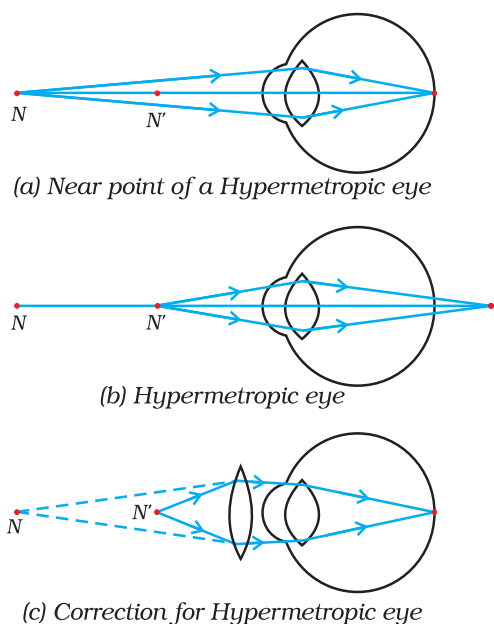 N
N′
(a) Near point of a Hypermetropic eye
N
N′
(b) Hypermetropic eye
N
N′
(c) Correction for Hypermetropic eye